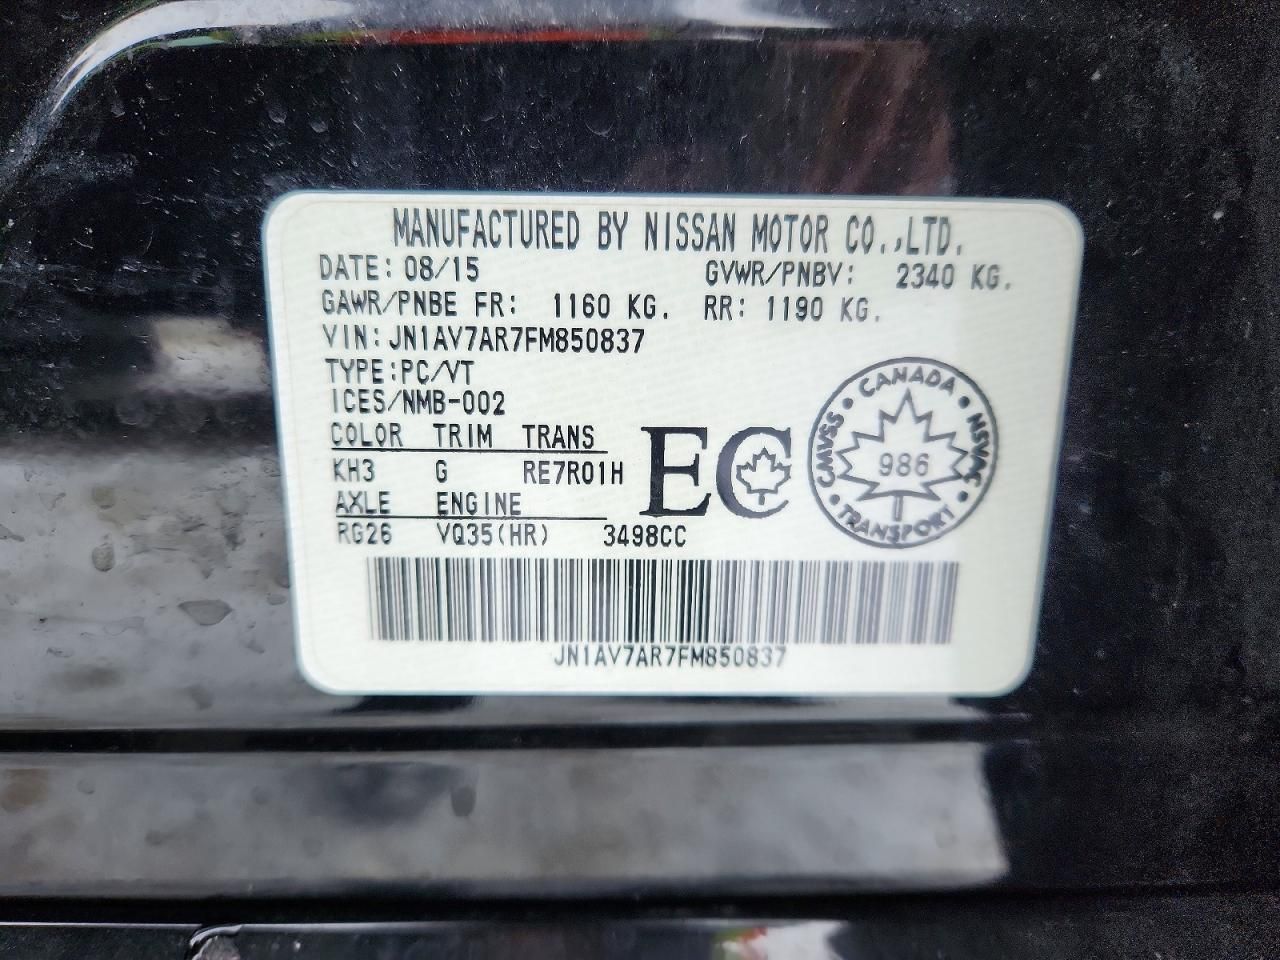 MANUFACTURED BY NISSAN MOTOR CO.,LTD.
DATE: 08/15 GVWR/PNBV: 2340 KG.
GAWR/PNBE FR: 1160 KG. RR: 1190 KG.
VIN: JN1AV7AR7FM850837
TYPE:PC/VT
ICES/NMB-002
COLOR TRIM TRANS
KH3 G RE7R01H
AXLE ENGINE
RG26 VQ35(HR) 3498CC
EC
CANADA
CMVSS • NSVAC
986
TRANSPORT
JN1AV7AR7FM850837